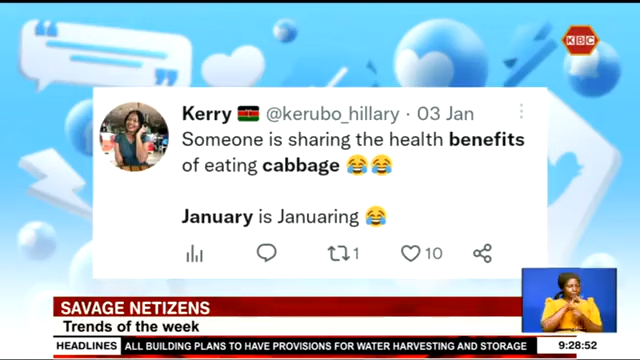 KBC
Kerry 🇰🇪 @kerubo_hillary · 03 Jan
Someone is sharing the health benefits
of eating cabbage 😂😂
January is Januaring 😂
1
10
SAVAGE NETIZENS
Trends of the week
HEADLINES ALL BUILDING PLANS TO HAVE PROVISIONS FOR WATER HARVESTING AND STORAGE 9:28:52